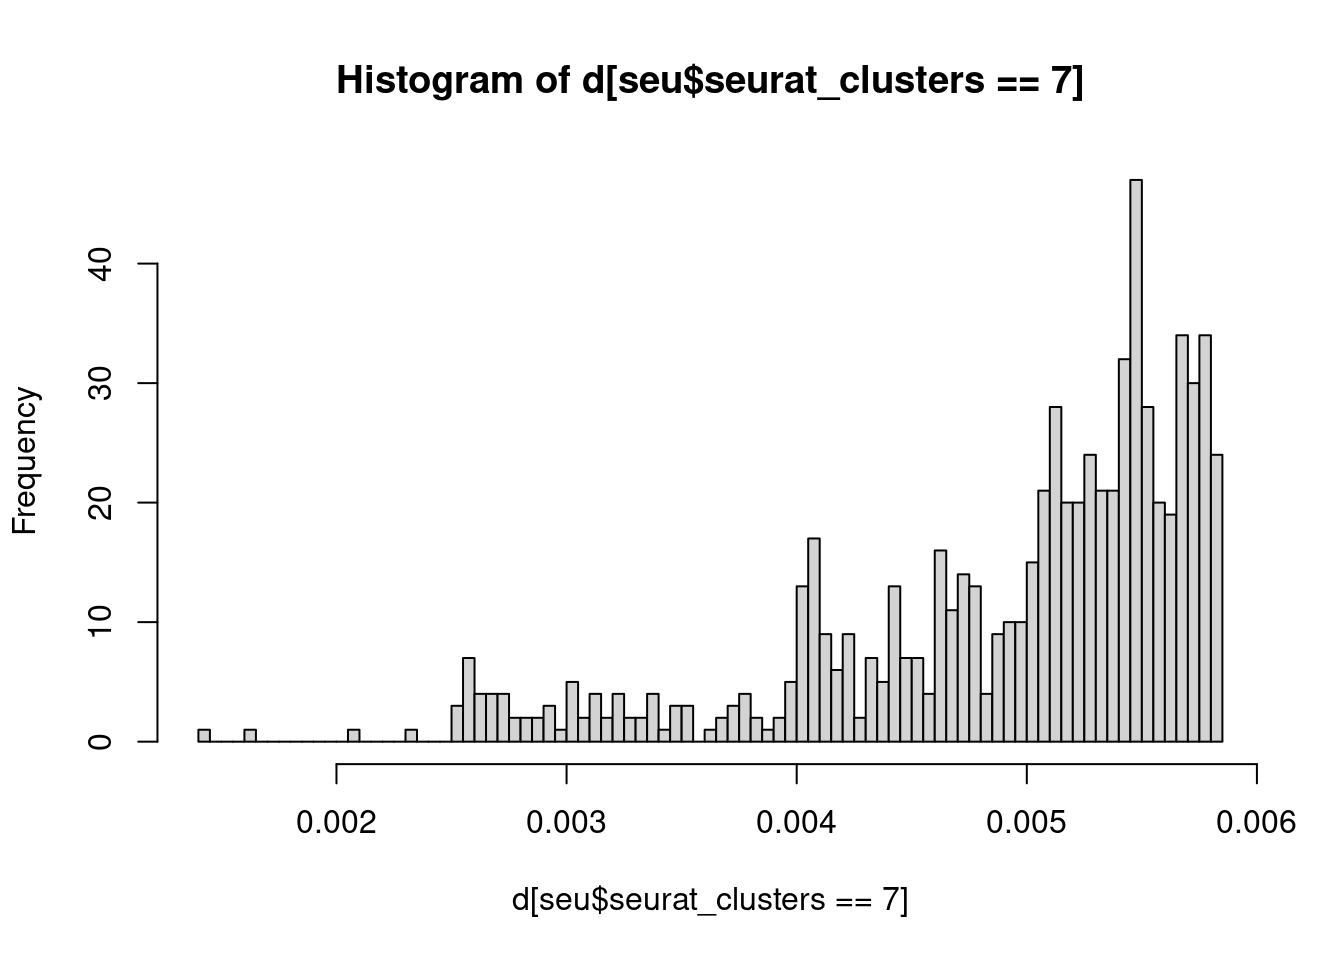 Histogram of d[seu$seurat_clusters == 7]
Frequency
40
30
20
10
0
0.002 0.003 0.004 0.005 0.006
d[seu$seurat_clusters == 7]